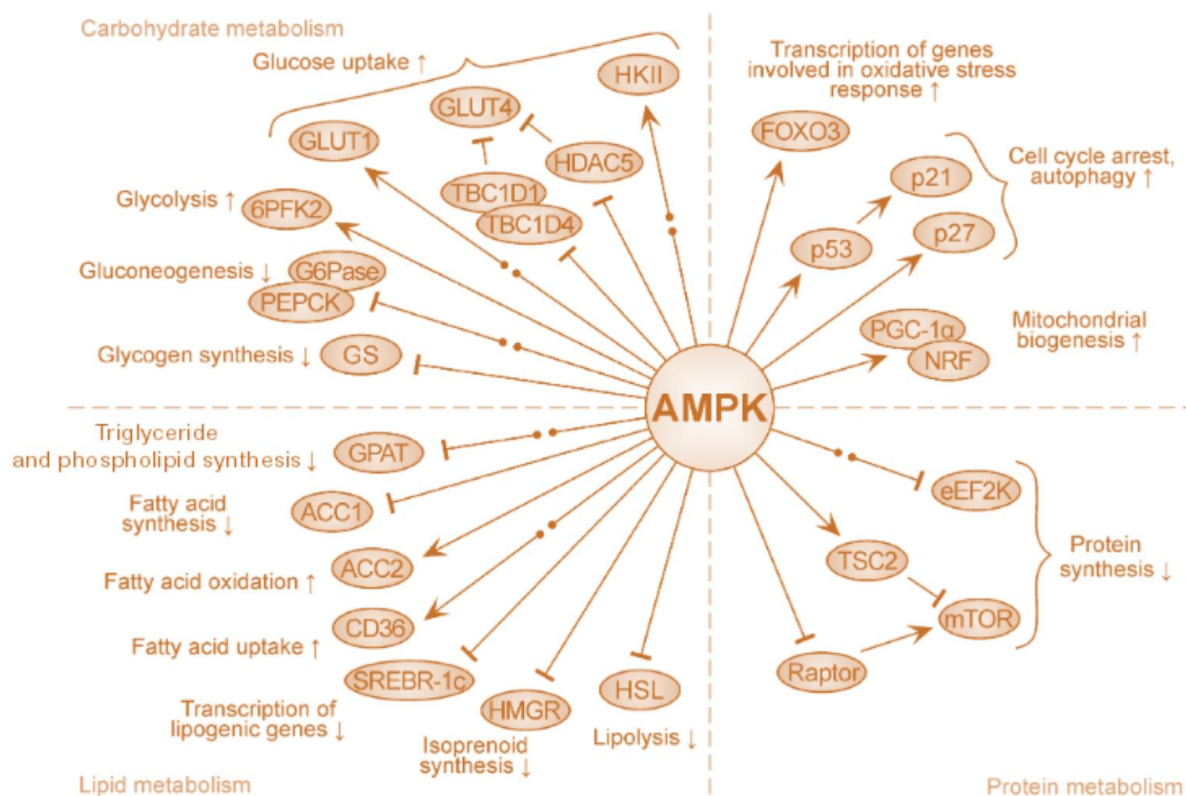 Carbohydrate metabolism
Glucose uptake ↑
HKII
GLUT4
GLUT1
HDAC5
TBC1D1
TBC1D4
Glycolysis ↑
6PFK2
Gluconeogenesis ↓
G6Pase
PEPCK
Glycogen synthesis ↓
GS
Transcription of genes
involved in oxidative stress
response ↑
FOXO3
p21
Cell cycle arrest,
autophagy ↑
p53
p27
PGC-1α
NRF
Mitochondrial
biogenesis ↑
AMPK
Triglyceride
and phospholipid synthesis ↓
GPAT
Fatty acid
synthesis ↓
ACC1
Fatty acid oxidation ↑
ACC2
Fatty acid uptake ↑
CD36
SREBR-1c
Transcription of
lipogenic genes ↓
HMGR
Isoprenoid
synthesis ↓
HSL
Lipolysis ↓
Lipid metabolism
eEF2K
TSC2
mTOR
Raptor
Protein
synthesis ↓
Protein metabolism